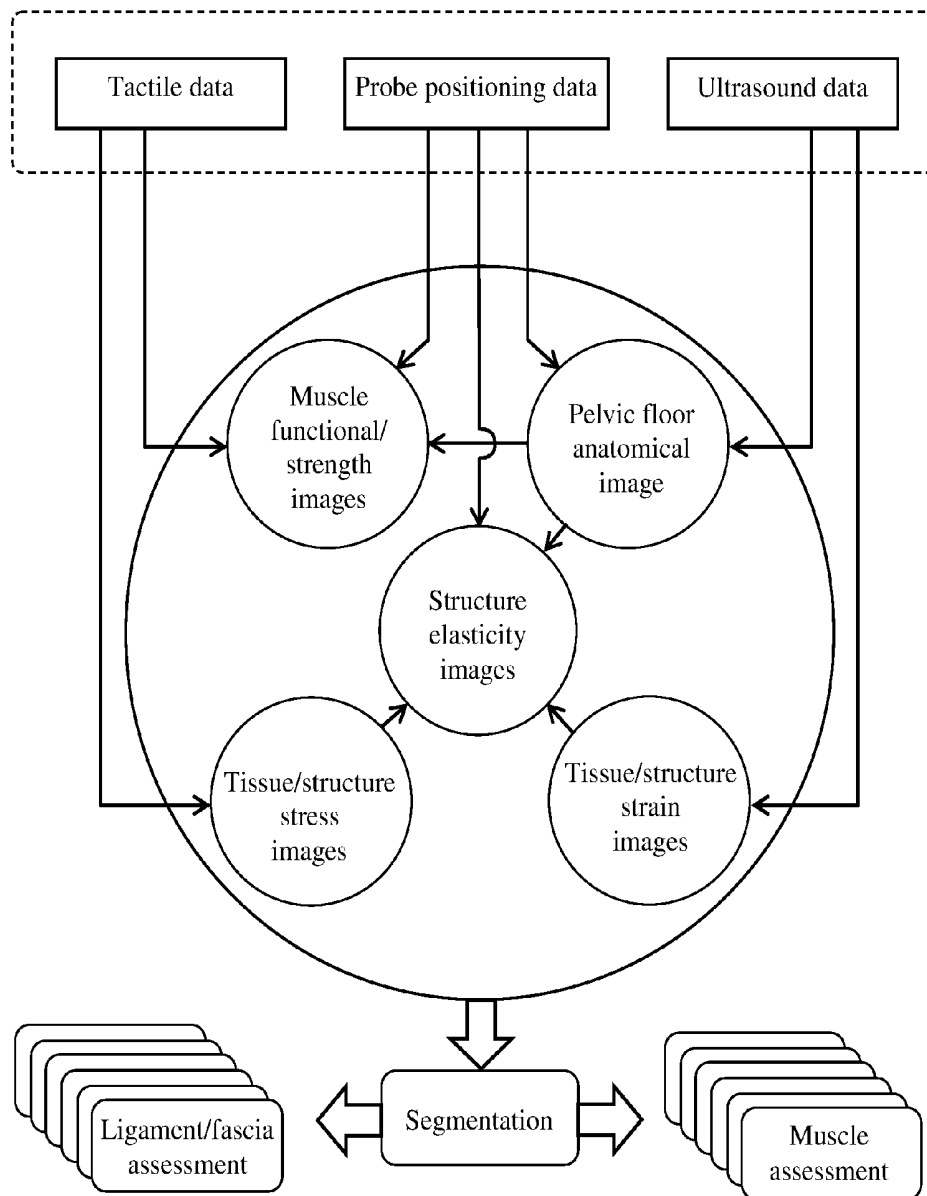 Tactile data
Probe positioning data
Ultrasound data
Muscle
functional/
strength
images
Pelvic floor
anatomical
image
Structure
elasticity
images
Tissue/structure
stress
images
Tissue/structure
strain
images
Segmentation
Ligament/fascia
assessment
Muscle
assessment